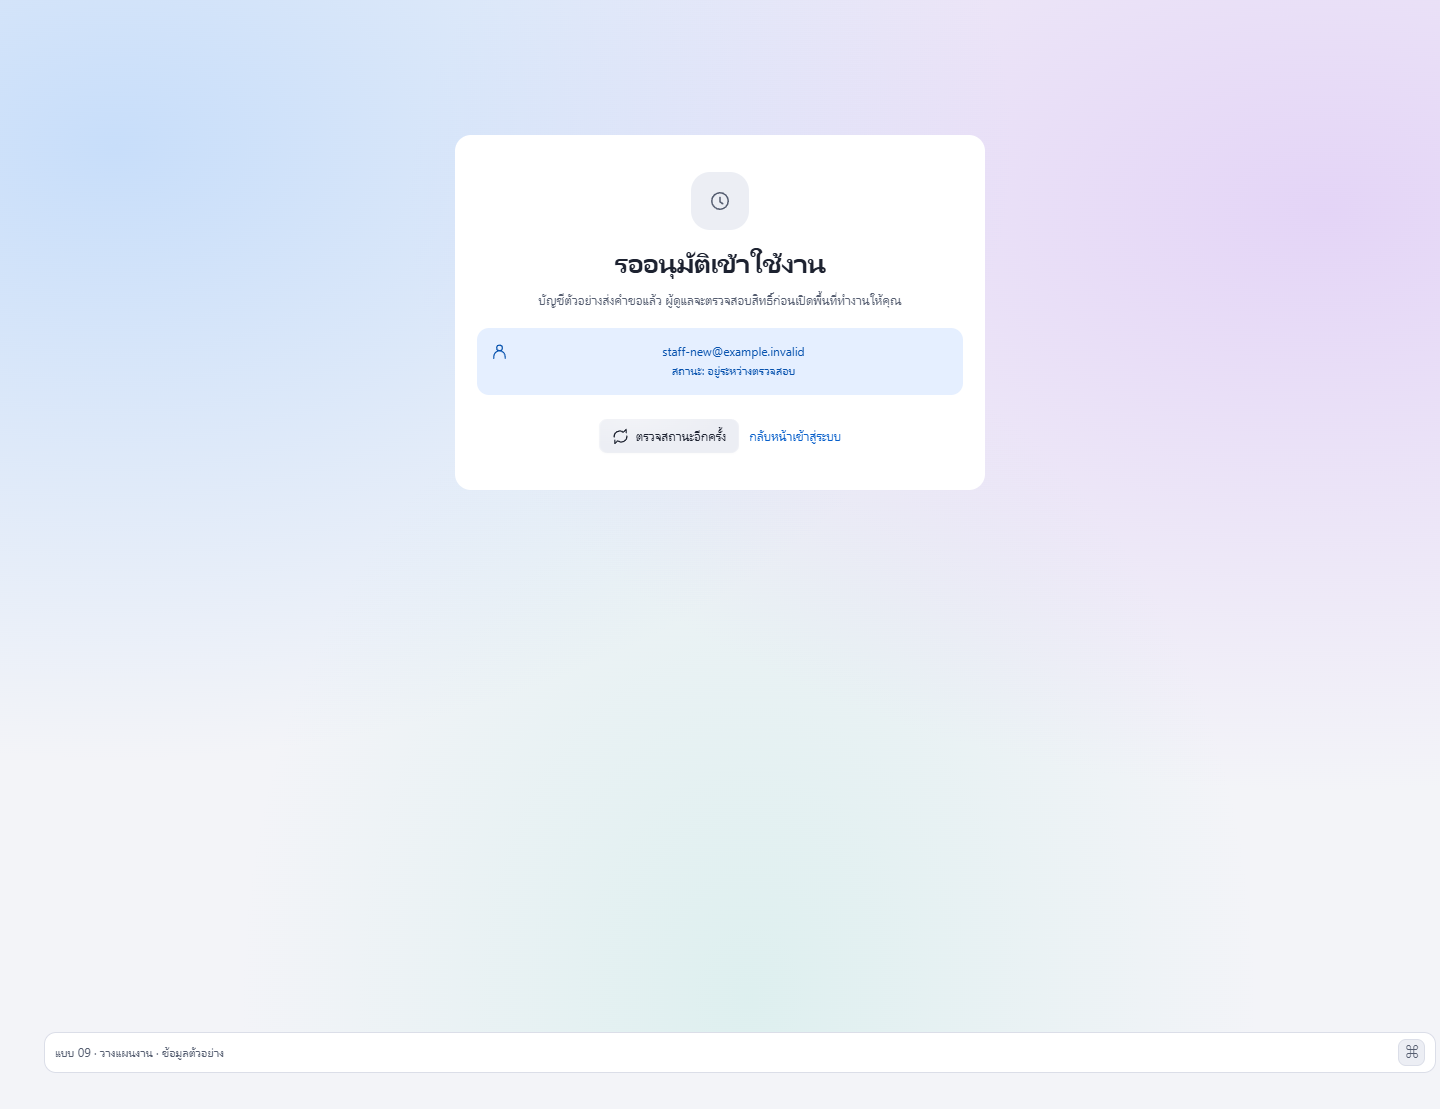 รออนุมัติเข้าใช้งาน
บัญชีตัวอย่างส่งคำขอแล้ว ผู้ดูแลจะตรวจสอบสิทธิ์ก่อนเปิดพื้นที่ทำงานให้คุณ
staff-new@example.invalid
สถานะ: อยู่ระหว่างตรวจสอบ
ตรวจสถานะอีกครั้ง กลับหน้าเข้าสู่ระบบ
แบบ 09 · วางแผนงาน · ข้อมูลตัวอย่าง ⌘